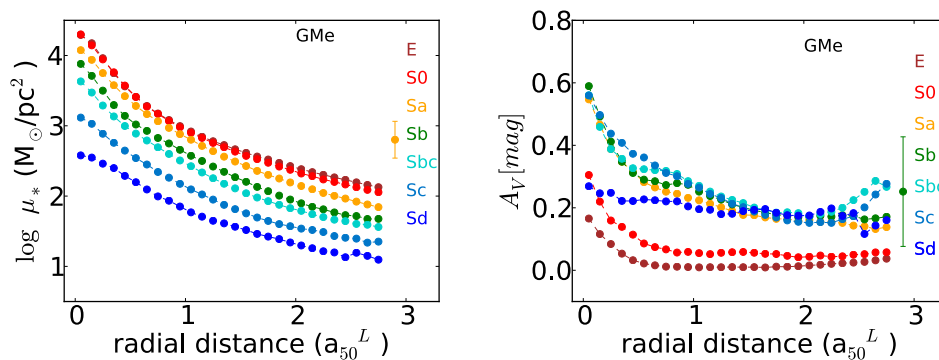 GMe
E
S0
Sa
Sb
Sbc
Sc
Sd
4
3
2
1
log μ* (M⊙/pc²)
0 1 2 3
radial distance (a₅₀ᴸ)
GMe
E
S0
Sa
Sb
Sbc
Sc
Sd
0.8
0.6
0.4
0.2
0.0
A_V [mag]
0 1 2 3
radial distance (a₅₀ᴸ)